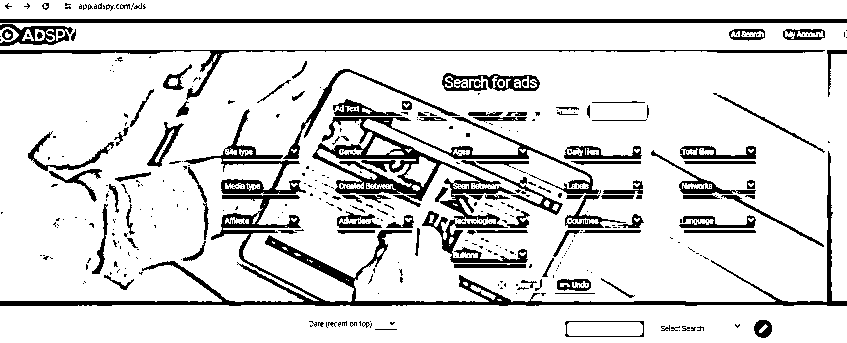 app.adspy.com/ads
ADSPY
Ad Search My Account
Search for ads
Ad Text
Site type Gender Ages Daily likes Total likes
Media type Created Between Seen Between Labels Networks
Affiliate Advertiser Technologies Countries Language
Buttons
Undo
Date (recent on top) Select Search